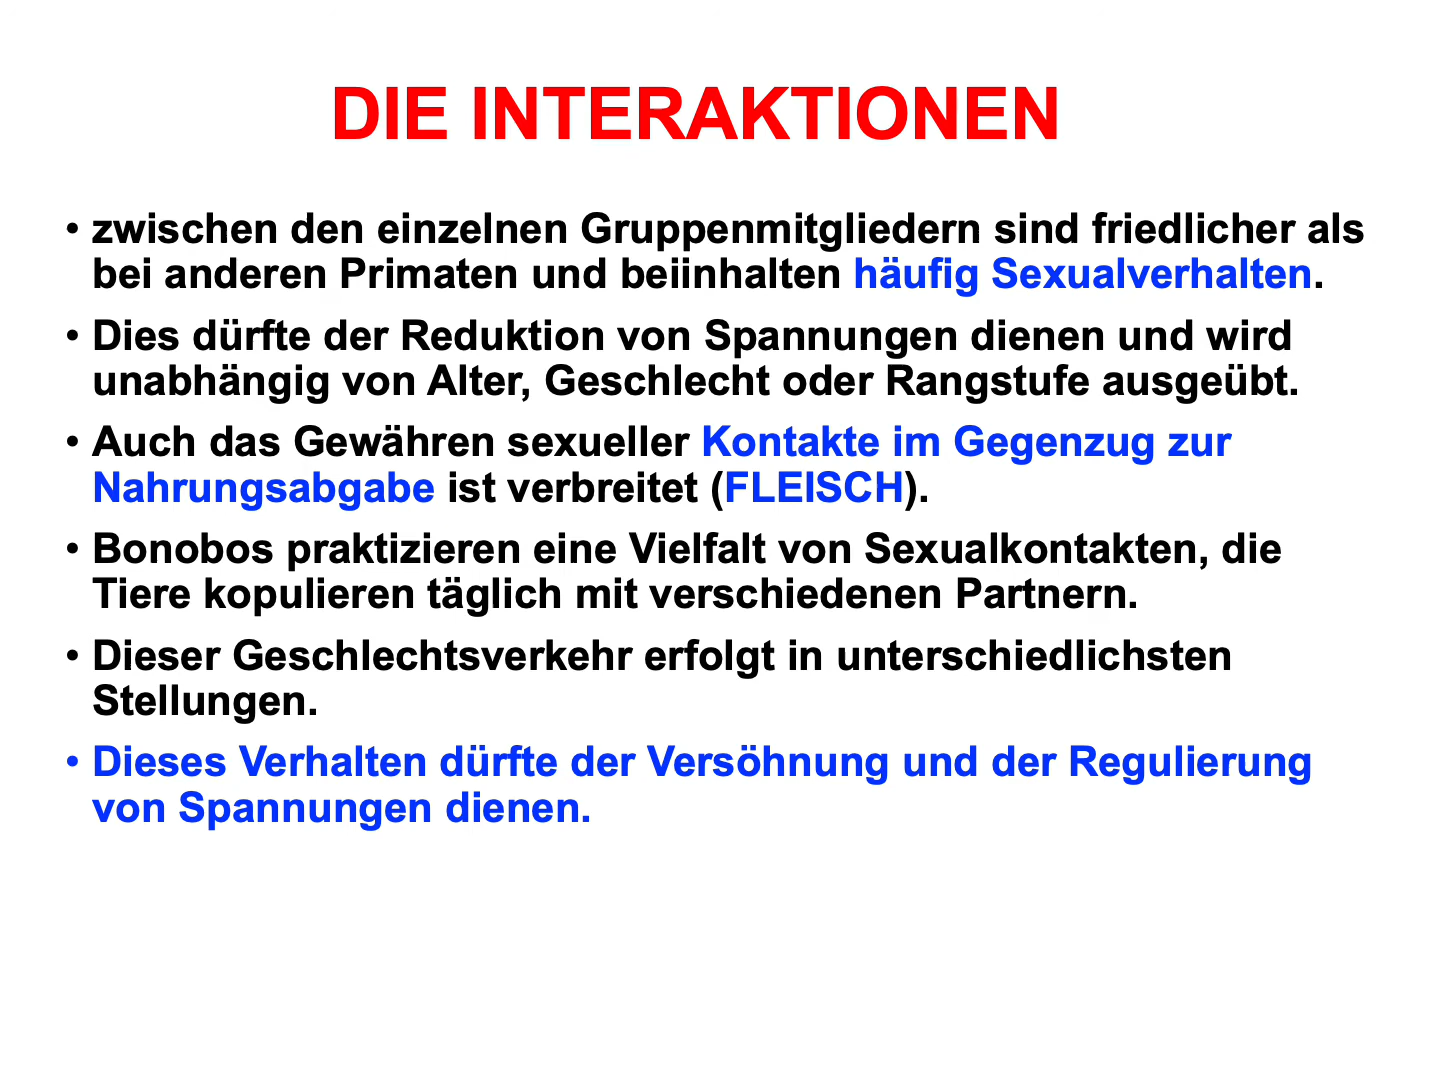 DIE INTERAKTIONEN
• zwischen den einzelnen Gruppenmitgliedern sind friedlicher als
bei anderen Primaten und beiinhalten häufig Sexualverhalten.
• Dies dürfte der Reduktion von Spannungen dienen und wird
unabhängig von Alter, Geschlecht oder Rangstufe ausgeübt.
• Auch das Gewähren sexueller Kontakte im Gegenzug zur
Nahrungsabgabe ist verbreitet (FLEISCH).
• Bonobos praktizieren eine Vielfalt von Sexualkontakten, die
Tiere kopulieren täglich mit verschiedenen Partnern.
• Dieser Geschlechtsverkehr erfolgt in unterschiedlichsten
Stellungen.
• Dieses Verhalten dürfte der Versöhnung und der Regulierung
von Spannungen dienen.